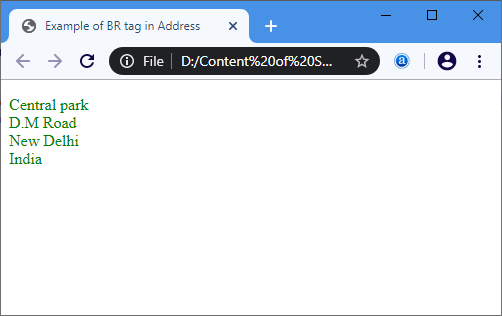 Example of BR tag in Address
File
D:/Content%20of%20S...
a
Central park
D.M Road
New Delhi
India